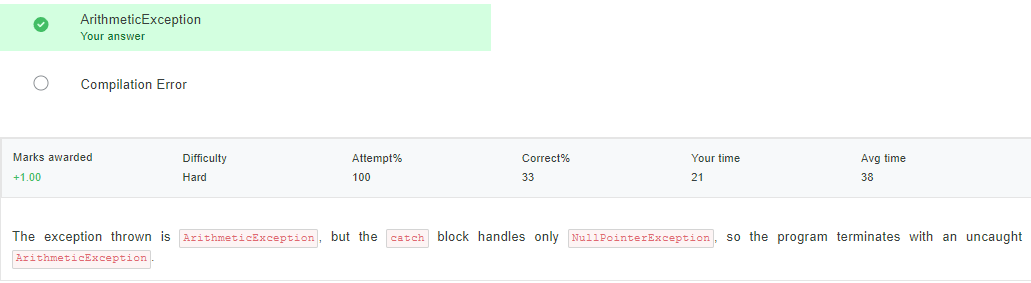 ArithmeticException
Your answer
Compilation Error
Marks awarded Difficulty Attempt% Correct% Your time Avg time
+1.00 Hard 100 33 21 38
The exception thrown is ArithmeticException, but the catch block handles only NullPointerException, so the program terminates with an uncaught
ArithmeticException.